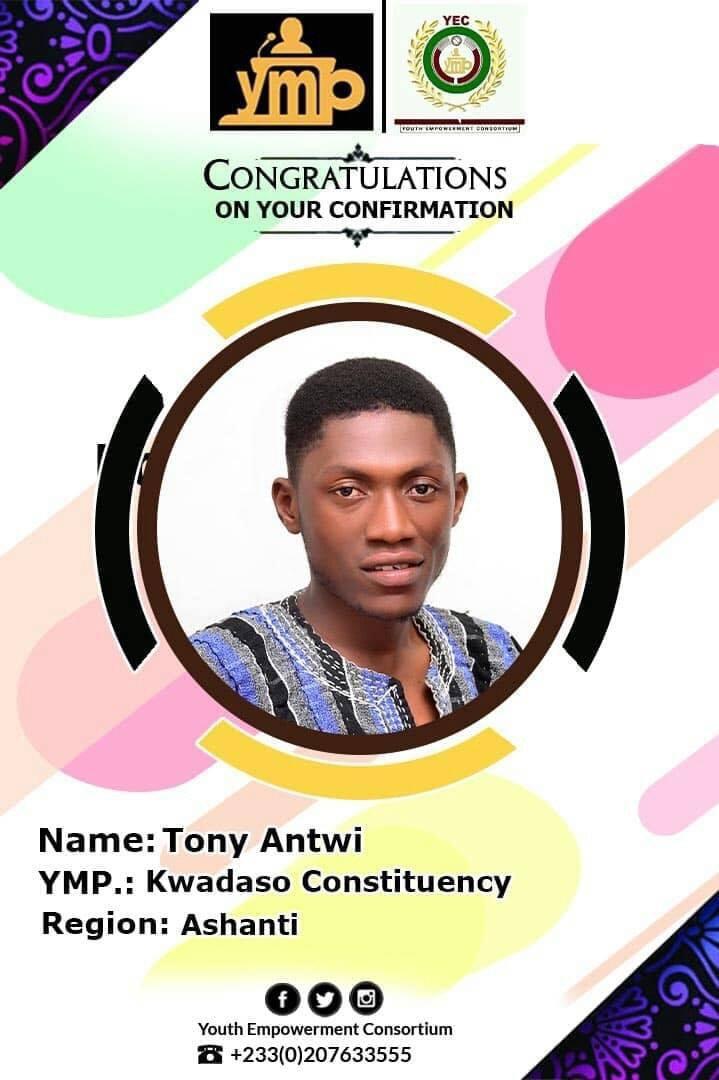 ymp
YEC
ymp
YOUTH EMPOWERMENT CONSORTIUM
CONGRATULATIONS
ON YOUR CONFIRMATION
Name: Tony Antwi
YMP.: Kwadaso Constituency
Region: Ashanti
Youth Empowerment Consortium
+233(0)207633555